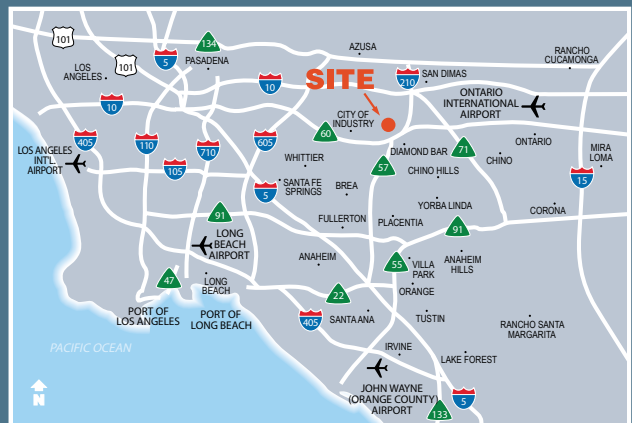 101
134
5
PASADENA
AZUSA
RANCHO
CUCAMONGA
LOS
ANGELES
101
10
SITE
210
SAN DIMAS
ONTARIO
INTERNATIONAL
AIRPORT
10
CITY OF
INDUSTRY
60
405
110
710
605
LOS ANGELES
INT'L.
AIRPORT
105
WHITTIER
DIAMOND BAR
57
71
CHINO
ONTARIO
MIRA
LOMA
15
CHINO HILLS
5
SANTA FE
SPRINGS
BREA
YORBA LINDA
CORONA
91
FULLERTON
PLACENTIA
91
LONG
BEACH
AIRPORT
ANAHEIM
55
VILLA
PARK
ANAHEIM
HILLS
47
LONG
BEACH
22
ORANGE
PORT OF
LOS ANGELES
PORT OF
LONG BEACH
405
SANTA ANA
TUSTIN
RANCHO SANTA
MARGARITA
PACIFIC OCEAN
IRVINE
LAKE FOREST
N
JOHN WAYNE
(ORANGE COUNTY)
AIRPORT
5
133